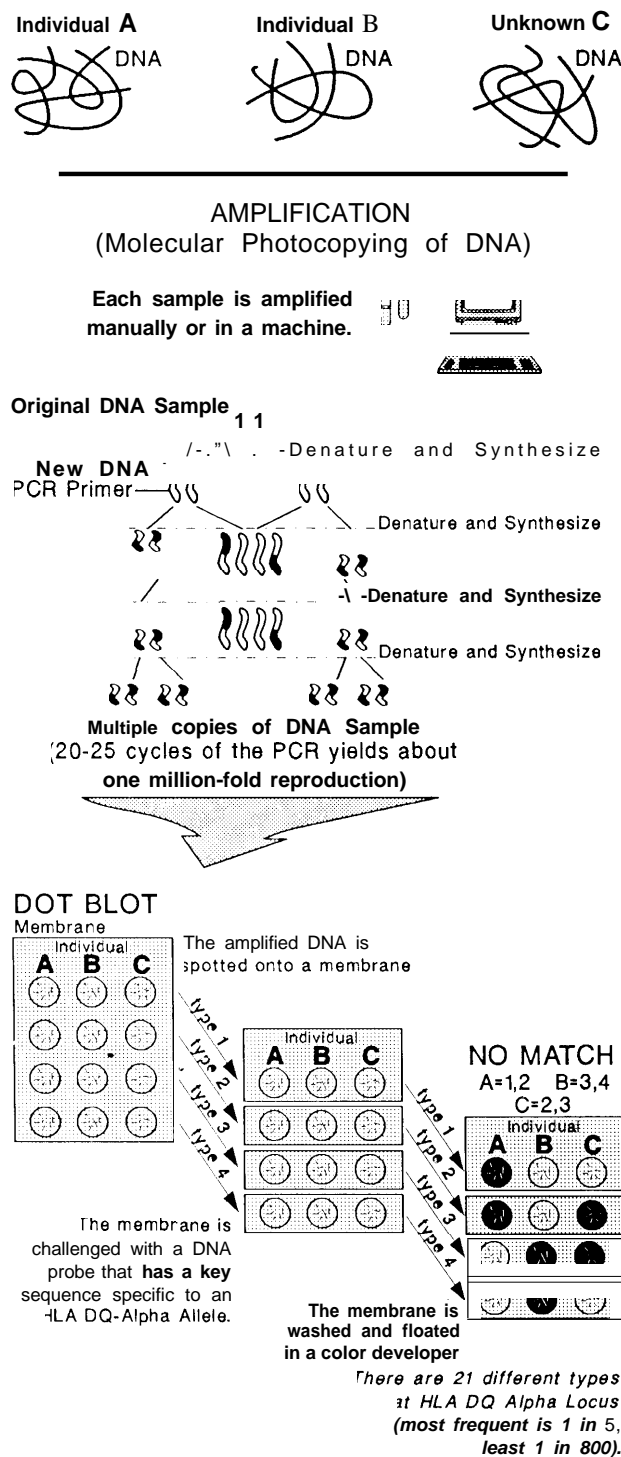 Individual A
Individual B
Unknown C
DNA
DNA
DNA
AMPLIFICATION
(Molecular Photocopying of DNA)
Each sample is amplified
manually or in a machine.
Original DNA Sample
1 1
/-."\ . -Denature and Synthesize
New DNA
PCR Primer
Denature and Synthesize
-\ -Denature and Synthesize
Denature and Synthesize
Multiple copies of DNA Sample
(20-25 cycles of the PCR yields about
one million-fold reproduction)
DOT BLOT
Membrane
Individual
A B C
The amplified DNA is
spotted onto a membrane
type 1
type 2
type 3
type 4
The membrane is
challenged with a DNA
probe that has a key
sequence specific to an
HLA DQ-Alpha Allele.
Individual
A B C
type 1
type 2
type 3
type 4
The membrane is
washed and floated
in a color developer
NO MATCH
A=1,2 B=3,4
C=2,3
Individual
A B C
There are 21 different types
at HLA DQ Alpha Locus
(most frequent is 1 in 5,
least 1 in 800).